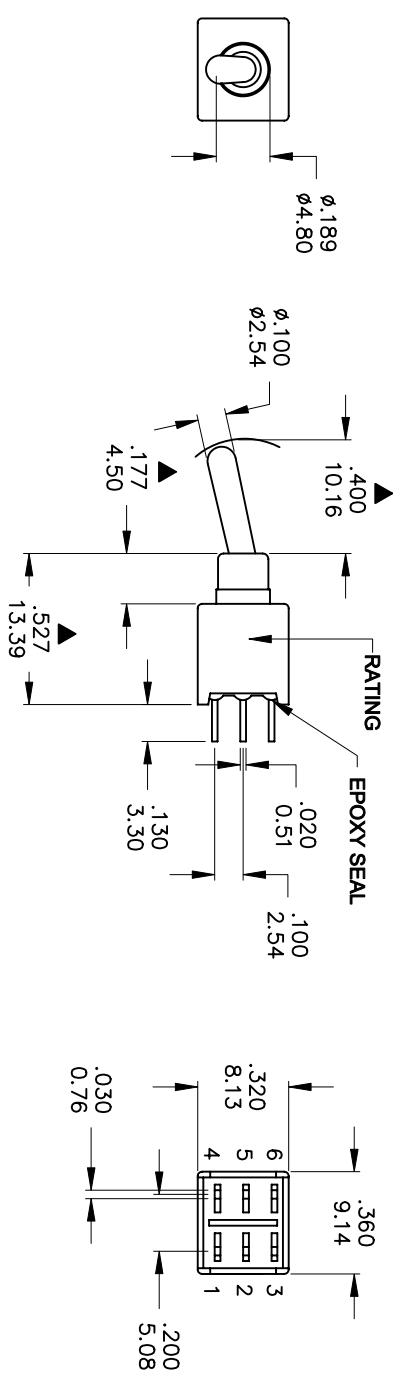 ø.189
ø4.80
ø.100
ø2.54
.400
10.16
.177
4.50
.527
13.39
RATING
EPOXY SEAL
.020
0.51
.130
3.30
.100
2.54
.320
8.13
.360
9.14
4 5 6
1 2 3
.030
0.76
.200
5.08